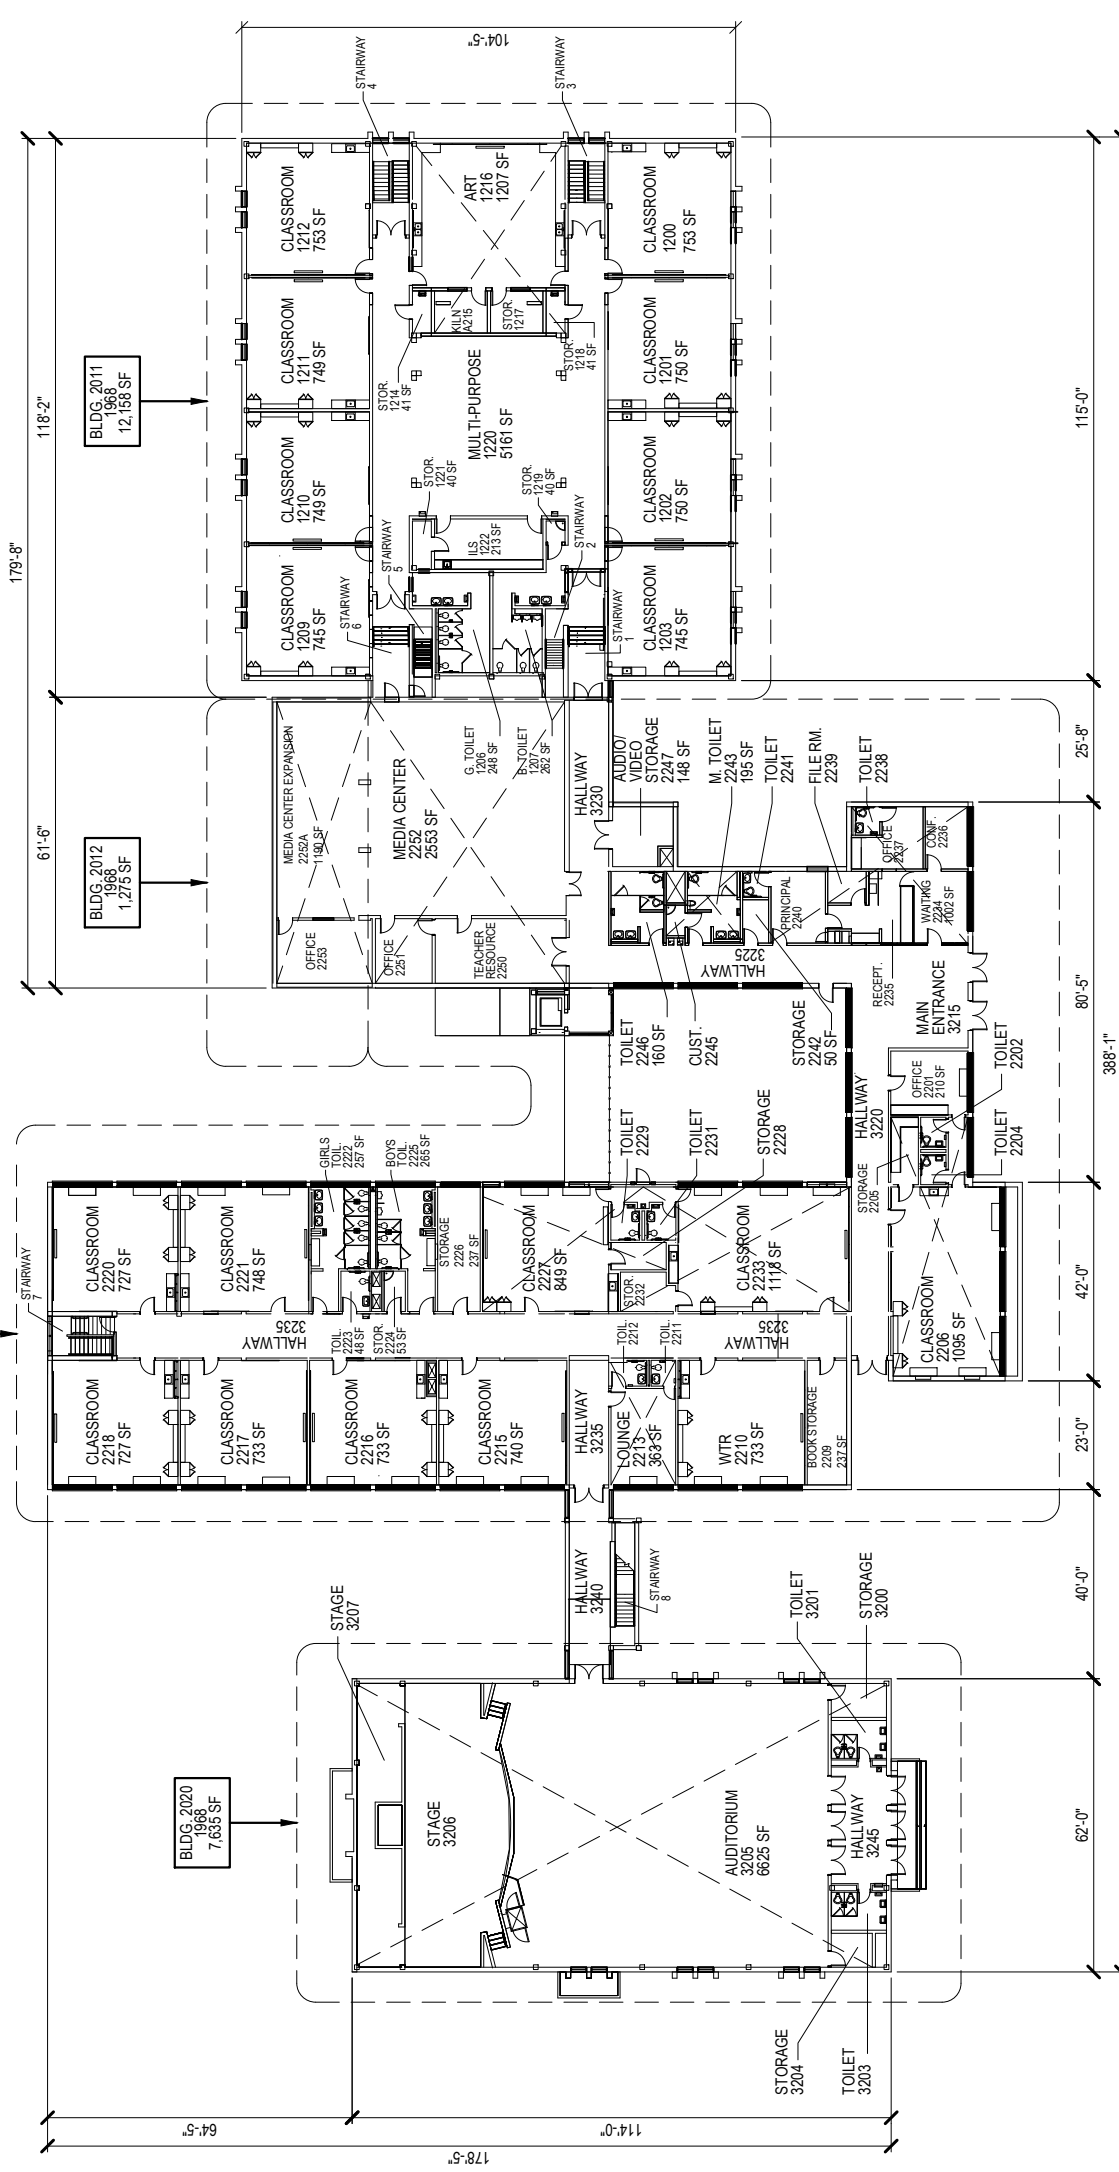 104'-5"
118'-2"
179'-8"
61'-6"
115'-0"
25'-8"
80'-5"
388'-1"
42'-0"
23'-0"
40'-0"
62'-0"
64'-5"
114'-0"
178'-5"
BLDG. 2011
1968
12,158 SF
BLDG. 2012
1968
1,275 SF
BLDG. 2020
1968
7,635 SF
STAIRWAY
4
STAIRWAY
3
CLASSROOM
1212
753 SF
ART
1216
1207 SF
CLASSROOM
1200
753 SF
CLASSROOM
1211
749 SF
KILN
A215
STOR.
1217
STOR.
1218
41 SF
STOR.
1214
41 SF
CLASSROOM
1201
750 SF
CLASSROOM
1210
749 SF
MULTI-PURPOSE
1220
5161 SF
CLASSROOM
1202
750 SF
STOR.
1221
40 SF
STOR.
1219
40 SF
ILS
1222
213 SF
STAIRWAY
5
STAIRWAY
2
CLASSROOM
1209
745 SF
STAIRWAY
6
STAIRWAY
1
CLASSROOM
1203
745 SF
G. TOILET
1206
248 SF
B. TOILET
1207
262 SF
MEDIA CENTER EXPANSION
2252A
1190 SF
MEDIA CENTER
2252
2553 SF
HALLWAY
3230
AUDIO/
VIDEO
STORAGE
2247
148 SF
M. TOILET
2243
195 SF
TOILET
2241
FILE RM.
2239
TOILET
2238
OFFICE
2237
CONF.
2236
OFFICE
2253
OFFICE
2251
TEACHER
RESOURCE
2250
PRINCIPAL
2240
WAITING
2234
1002 SF
HALLWAY
3225
RECEPT.
2235
MAIN
ENTRANCE
3215
TOILET
2246
160 SF
CUST.
2245
STORAGE
2242
50 SF
OFFICE
2201
210 SF
TOILET
2202
HALLWAY
3220
TOILET
2204
STORAGE
2205
TOILET
2229
TOILET
2231
STORAGE
2228
GIRLS
TOIL.
2222
257 SF
BOYS
TOIL.
2225
265 SF
STAIRWAY
7
CLASSROOM
2220
727 SF
CLASSROOM
2221
748 SF
STORAGE
2226
237 SF
CLASSROOM
2227
849 SF
STOR.
2232
CLASSROOM
2233
1118 SF
CLASSROOM
2206
1095 SF
HALLWAY
3235
TOIL.
2223
48 SF
STOR.
2224
53 SF
TOIL.
2212
TOIL.
2211
HALLWAY
3235
CLASSROOM
2218
727 SF
CLASSROOM
2217
733 SF
CLASSROOM
2216
733 SF
CLASSROOM
2215
740 SF
HALLWAY
3235
LOUNGE
2213
363 SF
WTR
2210
733 SF
BOOK STORAGE
2209
237 SF
HALLWAY
3240
STAIRWAY
8
STAGE
3207
TOILET
3201
STORAGE
3200
STAGE
3206
AUDITORIUM
3205
6625 SF
HALLWAY
3245
STORAGE
3204
TOILET
3203